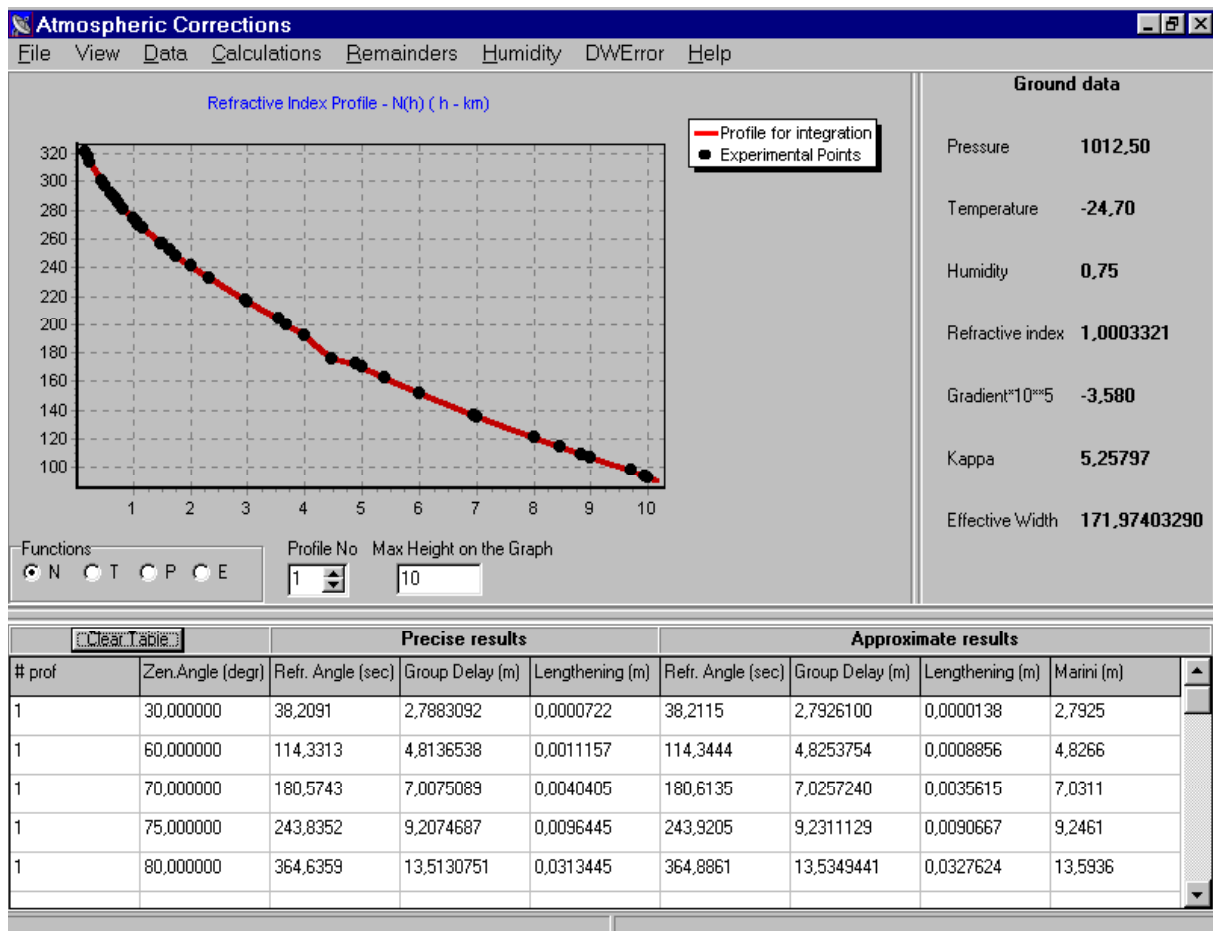 Atmospheric Corrections
File View Data Calculations Remainders Humidity DWError Help
Refractive Index Profile - N(h) ( h - km)
Profile for integration
Experimental Points
320
300
280
260
240
220
200
180
160
140
120
100
1 2 3 4 5 6 7 8 9 10
Functions
N T P E
Profile No
1
Max Height on the Graph
10
Ground data
Pressure 1012,50
Temperature -24,70
Humidity 0,75
Refractive index 1,0003321
Gradient*10**5 -3,580
Kappa 5,25797
Effective Width 171,97403290
Clear Table Precise results Approximate results
# prof Zen.Angle (degr) Refr. Angle (sec) Group Delay (m) Lengthening (m) Refr. Angle (sec) Group Delay (m) Lengthening (m) Marini (m)
1 30,000000 38,2091 2,7883092 0,0000722 38,2115 2,7926100 0,0000138 2,7925
1 60,000000 114,3313 4,8136538 0,0011157 114,3444 4,8253754 0,0008856 4,8266
1 70,000000 180,5743 7,0075089 0,0040405 180,6135 7,0257240 0,0035615 7,0311
1 75,000000 243,8352 9,2074687 0,0096445 243,9205 9,2311129 0,0090667 9,2461
1 80,000000 364,6359 13,5130751 0,0313445 364,8861 13,5349441 0,0327624 13,5936